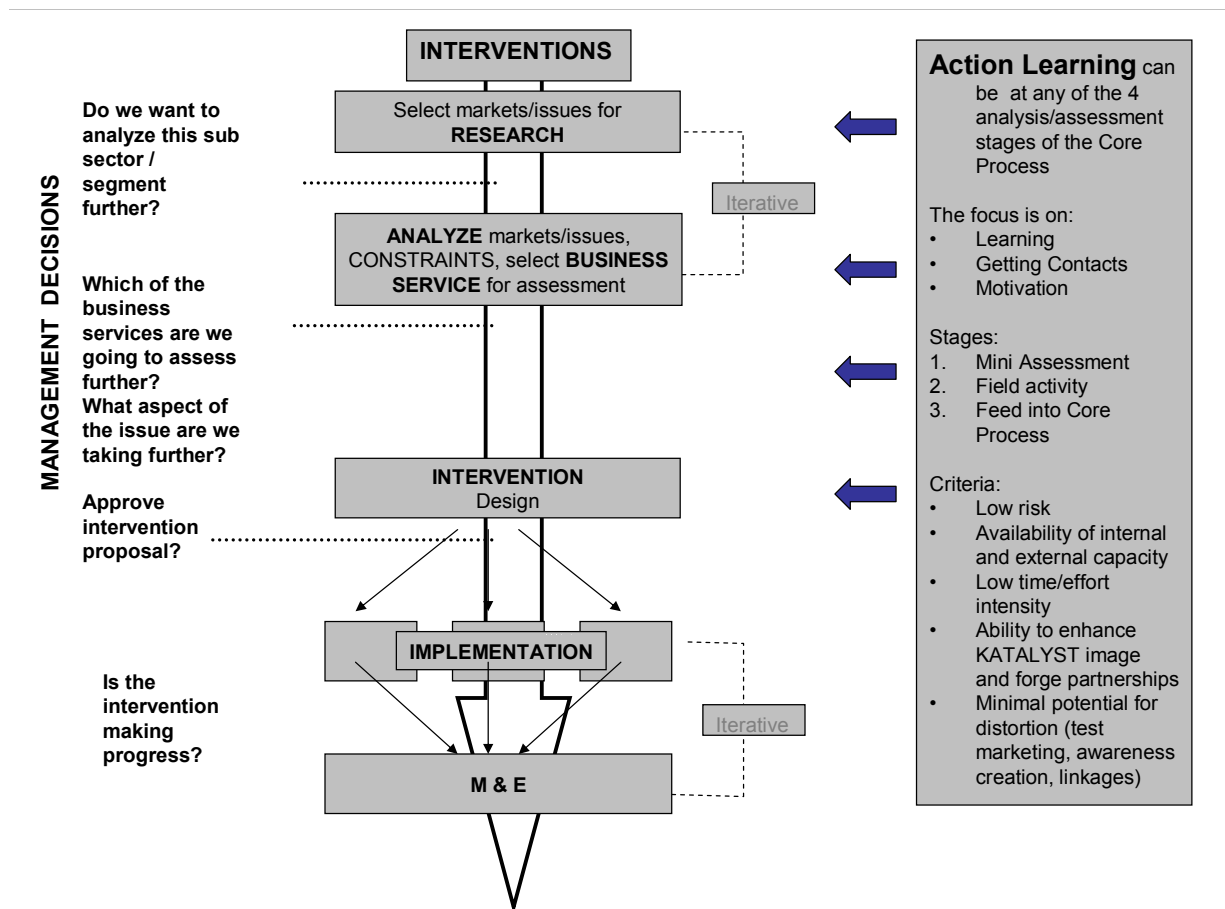 INTERVENTIONS
Do we want to
analyze this sub
sector /
segment
further?
Select markets/issues for
RESEARCH
Iterative
ANALYZE markets/issues,
CONSTRAINTS, select BUSINESS
SERVICE for assessment
MANAGEMENT DECISIONS
Which of the
business
services are we
going to assess
further?
What aspect of
the issue are we
taking further?
INTERVENTION
Design
Approve
intervention
proposal?
IMPLEMENTATION
Is the
intervention
making
progress?
Iterative
M & E
Action Learning can
be at any of the 4
analysis/assessment
stages of the Core
Process
The focus is on:
• Learning
• Getting Contacts
• Motivation
Stages:
1. Mini Assessment
2. Field activity
3. Feed into Core
Process
Criteria:
• Low risk
• Availability of internal
and external capacity
• Low time/effort
intensity
• Ability to enhance
KATALYST image
and forge partnerships
• Minimal potential for
distortion (test
marketing, awareness
creation, linkages)